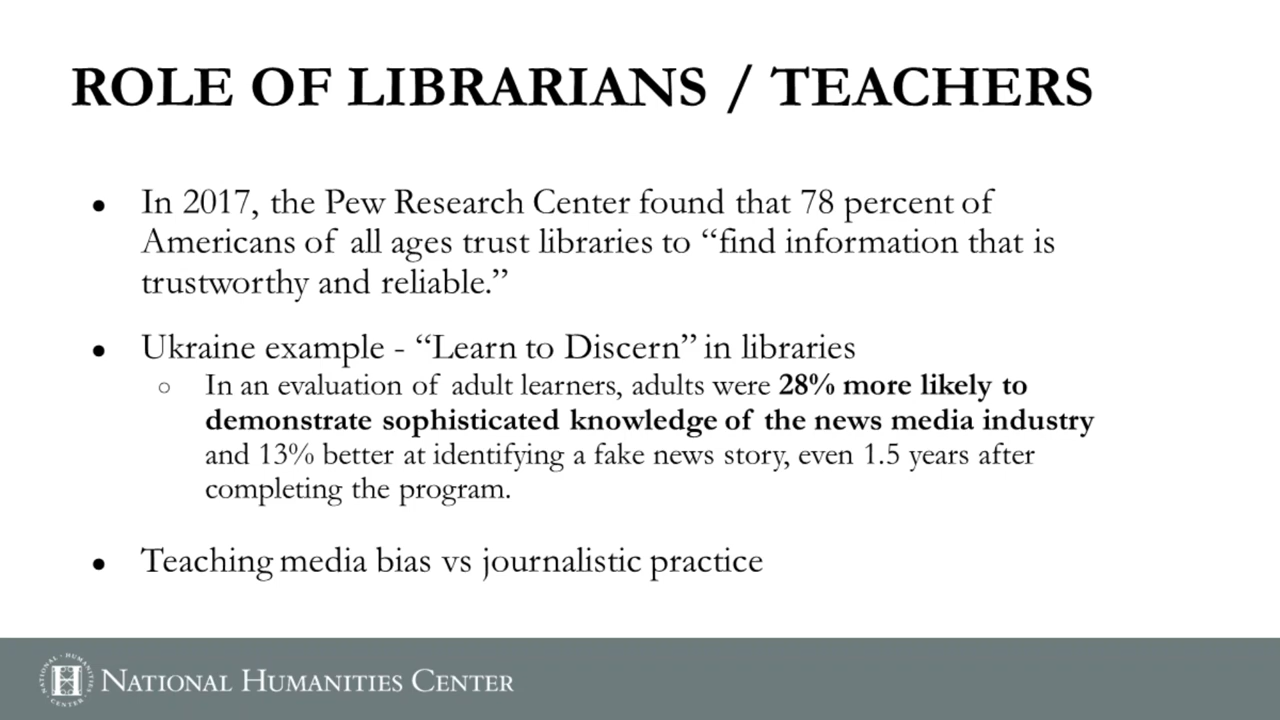 ROLE OF LIBRARIANS / TEACHERS
● In 2017, the Pew Research Center found that 78 percent of
Americans of all ages trust libraries to “find information that is
trustworthy and reliable.”
● Ukraine example - “Learn to Discern” in libraries
○ In an evaluation of adult learners, adults were 28% more likely to
demonstrate sophisticated knowledge of the news media industry
and 13% better at identifying a fake news story, even 1.5 years after
completing the program.
● Teaching media bias vs journalistic practice
NATIONAL · HUMANITIES · CENTER ·
H
NATIONAL HUMANITIES CENTER